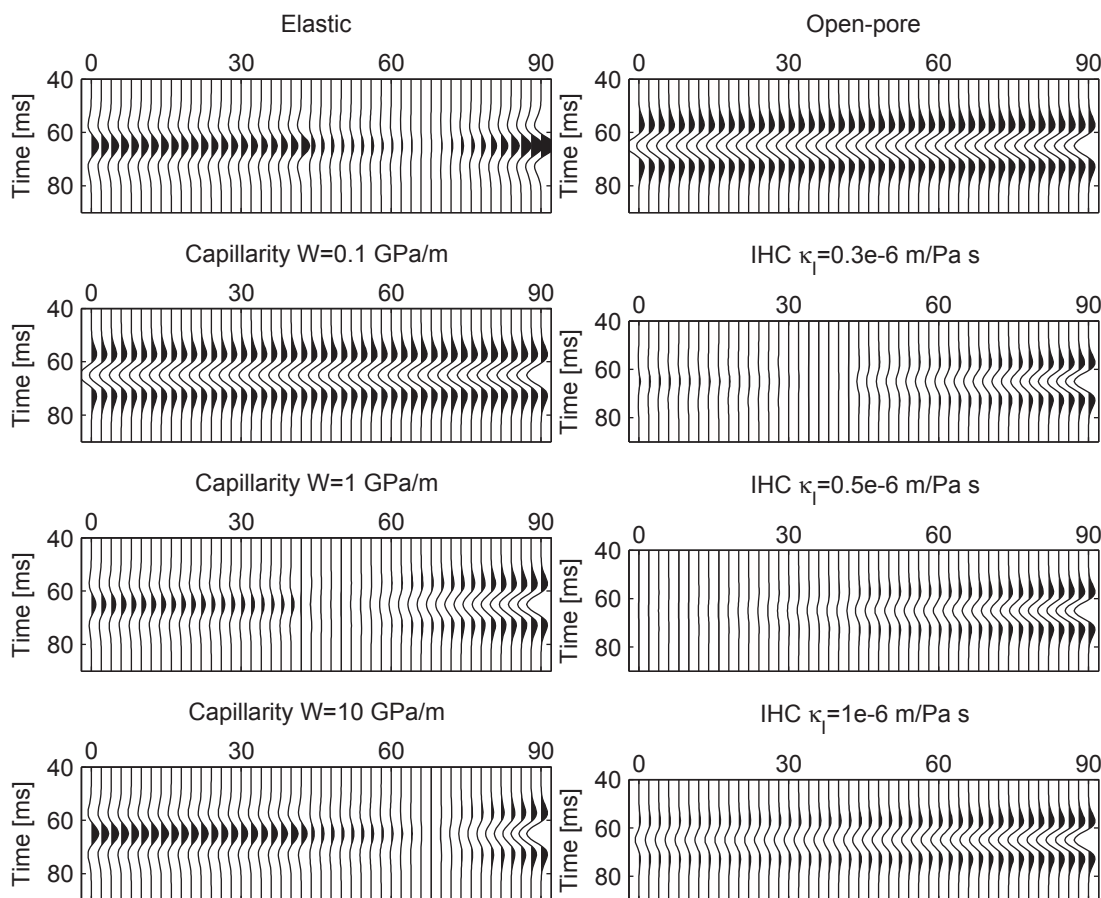 Elastic
0 30 60 90
Time [ms]
40
60
80
Open-pore
0 30 60 90
Time [ms]
40
60
80
Capillarity W=0.1 GPa/m
0 30 60 90
Time [ms]
40
60
80
IHC κl=0.3e-6 m/Pa s
0 30 60 90
Time [ms]
40
60
80
Capillarity W=1 GPa/m
0 30 60 90
Time [ms]
40
60
80
IHC κl=0.5e-6 m/Pa s
0 30 60 90
Time [ms]
40
60
80
Capillarity W=10 GPa/m
0 30 60 90
Time [ms]
40
60
80
IHC κl=1e-6 m/Pa s
0 30 60 90
Time [ms]
40
60
80